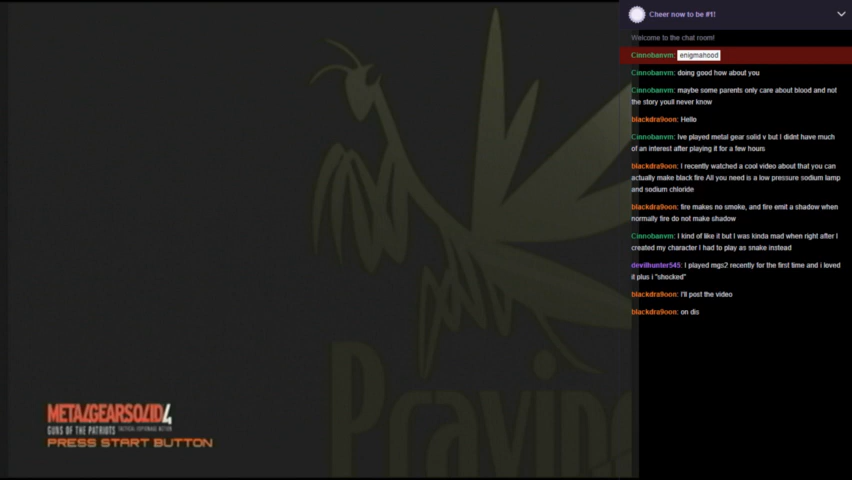 Cheer now to be #1!
Welcome to the chat room!
Cinnobanvm: enigmahood
Cinnobanvm: doing good how about you
Cinnobanvm: maybe some parents only care about blood and not
the story youll never know
blackdra9oon: Hello
Cinnobanvm: Ive played metal gear solid v but I didnt have much
of an interest after playing it for a few hours
blackdra9oon: I recently watched a cool video about that you can
actually make black fire All you need is a low pressure sodium lamp
and sodium chloride
blackdra9oon: fire makes no smoke, and fire emit a shadow when
normally fire do not make shadow
Cinnobanvm: I kind of like it but I was kinda mad when right after I
created my character I had to play as snake instead
devilhunter545: I played mgs2 recently for the first time and i loved
it plus i "shocked"
blackdra9oon: I'll post the video
blackdra9oon: on dis
Praying
METAL GEAR SOLID 4
GUNS OF THE PATRIOTS TACTICAL ESPIONAGE ACTION
PRESS START BUTTON